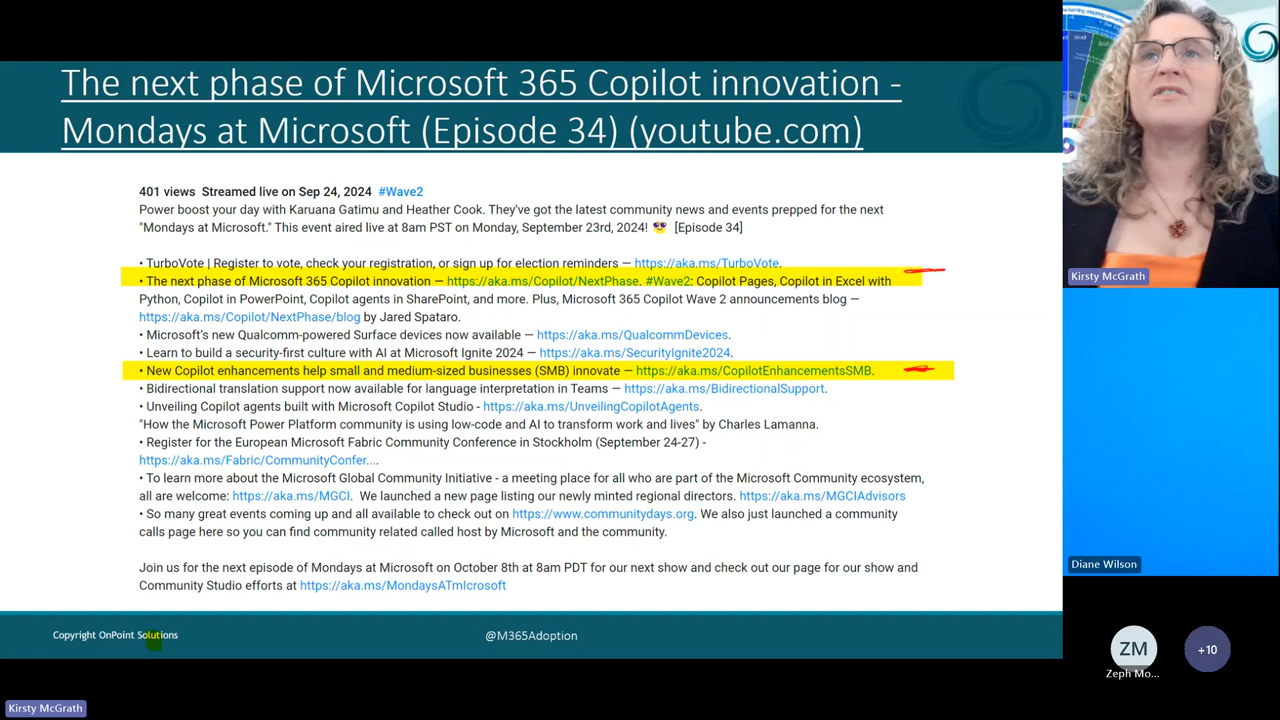 The next phase of Microsoft 365 Copilot innovation -
Mondays at Microsoft (Episode 34) (youtube.com)
401 views Streamed live on Sep 24, 2024 #Wave2
Power boost your day with Karuana Gatimu and Heather Cook. They've got the latest community news and events prepped for the next
"Mondays at Microsoft." This event aired live at 8am PST on Monday, September 23rd, 2024! 😎 [Episode 34]
• TurboVote | Register to vote, check your registration, or sign up for election reminders — https://aka.ms/TurboVote.
• The next phase of Microsoft 365 Copilot innovation — https://aka.ms/Copilot/NextPhase. #Wave2: Copilot Pages, Copilot in Excel with
Python, Copilot in PowerPoint, Copilot agents in SharePoint, and more. Plus, Microsoft 365 Copilot Wave 2 announcements blog —
https://aka.ms/Copilot/NextPhase/blog by Jared Spataro.
• Microsoft's new Qualcomm-powered Surface devices now available — https://aka.ms/QualcommDevices.
• Learn to build a security-first culture with AI at Microsoft Ignite 2024 — https://aka.ms/SecurityIgnite2024.
• New Copilot enhancements help small and medium-sized businesses (SMB) innovate — https://aka.ms/CopilotEnhancementsSMB.
• Bidirectional translation support now available for language interpretation in Teams — https://aka.ms/BidirectionalSupport.
• Unveiling Copilot agents built with Microsoft Copilot Studio - https://aka.ms/UnveilingCopilotAgents.
"How the Microsoft Power Platform community is using low-code and AI to transform work and lives" by Charles Lamanna.
• Register for the European Microsoft Fabric Community Conference in Stockholm (September 24-27) -
https://aka.ms/Fabric/CommunityConfer....
• To learn more about the Microsoft Global Community Initiative - a meeting place for all who are part of the Microsoft Community ecosystem,
all are welcome: https://aka.ms/MGCI. We launched a new page listing our newly minted regional directors. https://aka.ms/MGCIAdvisors
• So many great events coming up and all available to check out on https://www.communitydays.org. We also just launched a community
calls page here so you can find community related called host by Microsoft and the community.
Join us for the next episode of Mondays at Microsoft on October 8th at 8am PDT for our next show and check out our page for our show and
Community Studio efforts at https://aka.ms/MondaysATmIcrosoft
Copyright OnPoint Solutions
@M365Adoption
Kirsty McGrath
Word
Kirsty McGrath
Diane Wilson
ZM
Zeph Mo...
+10